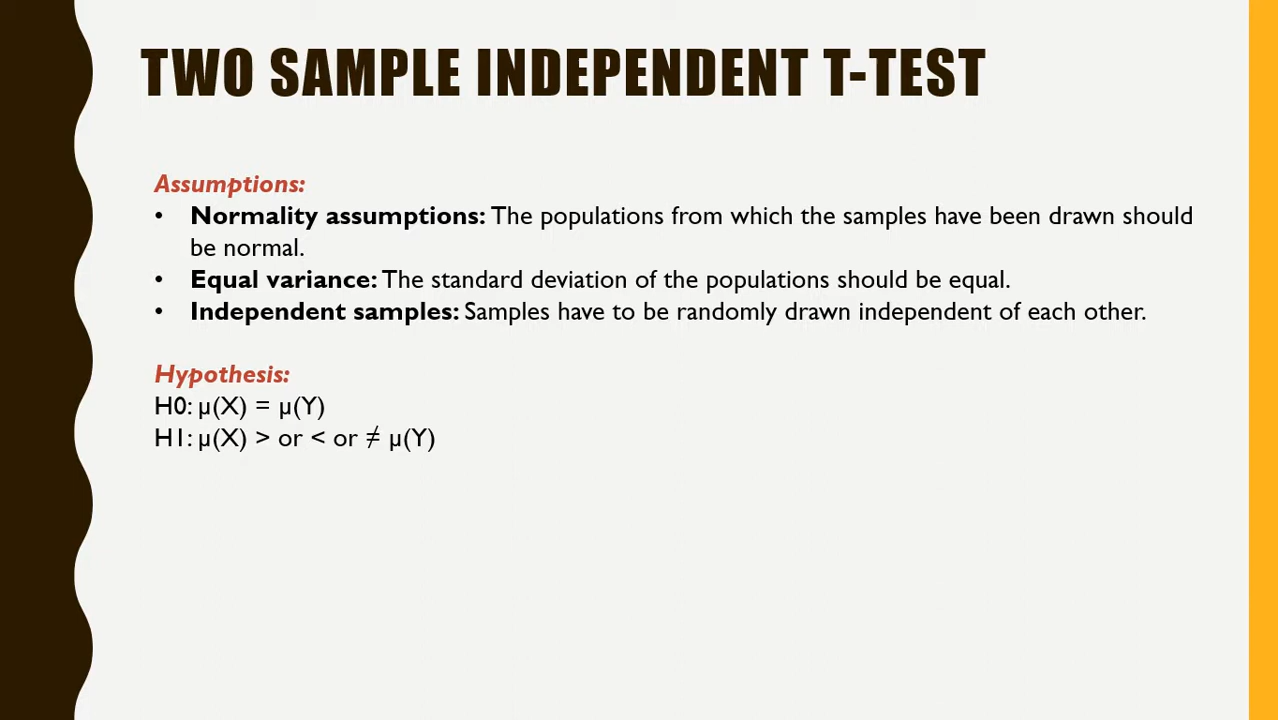 TWO SAMPLE INDEPENDENT T-TEST
Assumptions:
• Normality assumptions: The populations from which the samples have been drawn should
be normal.
• Equal variance: The standard deviation of the populations should be equal.
• Independent samples: Samples have to be randomly drawn independent of each other.
Hypothesis:
H0: µ(X) = µ(Y)
H1: µ(X) > or < or ≠ µ(Y)